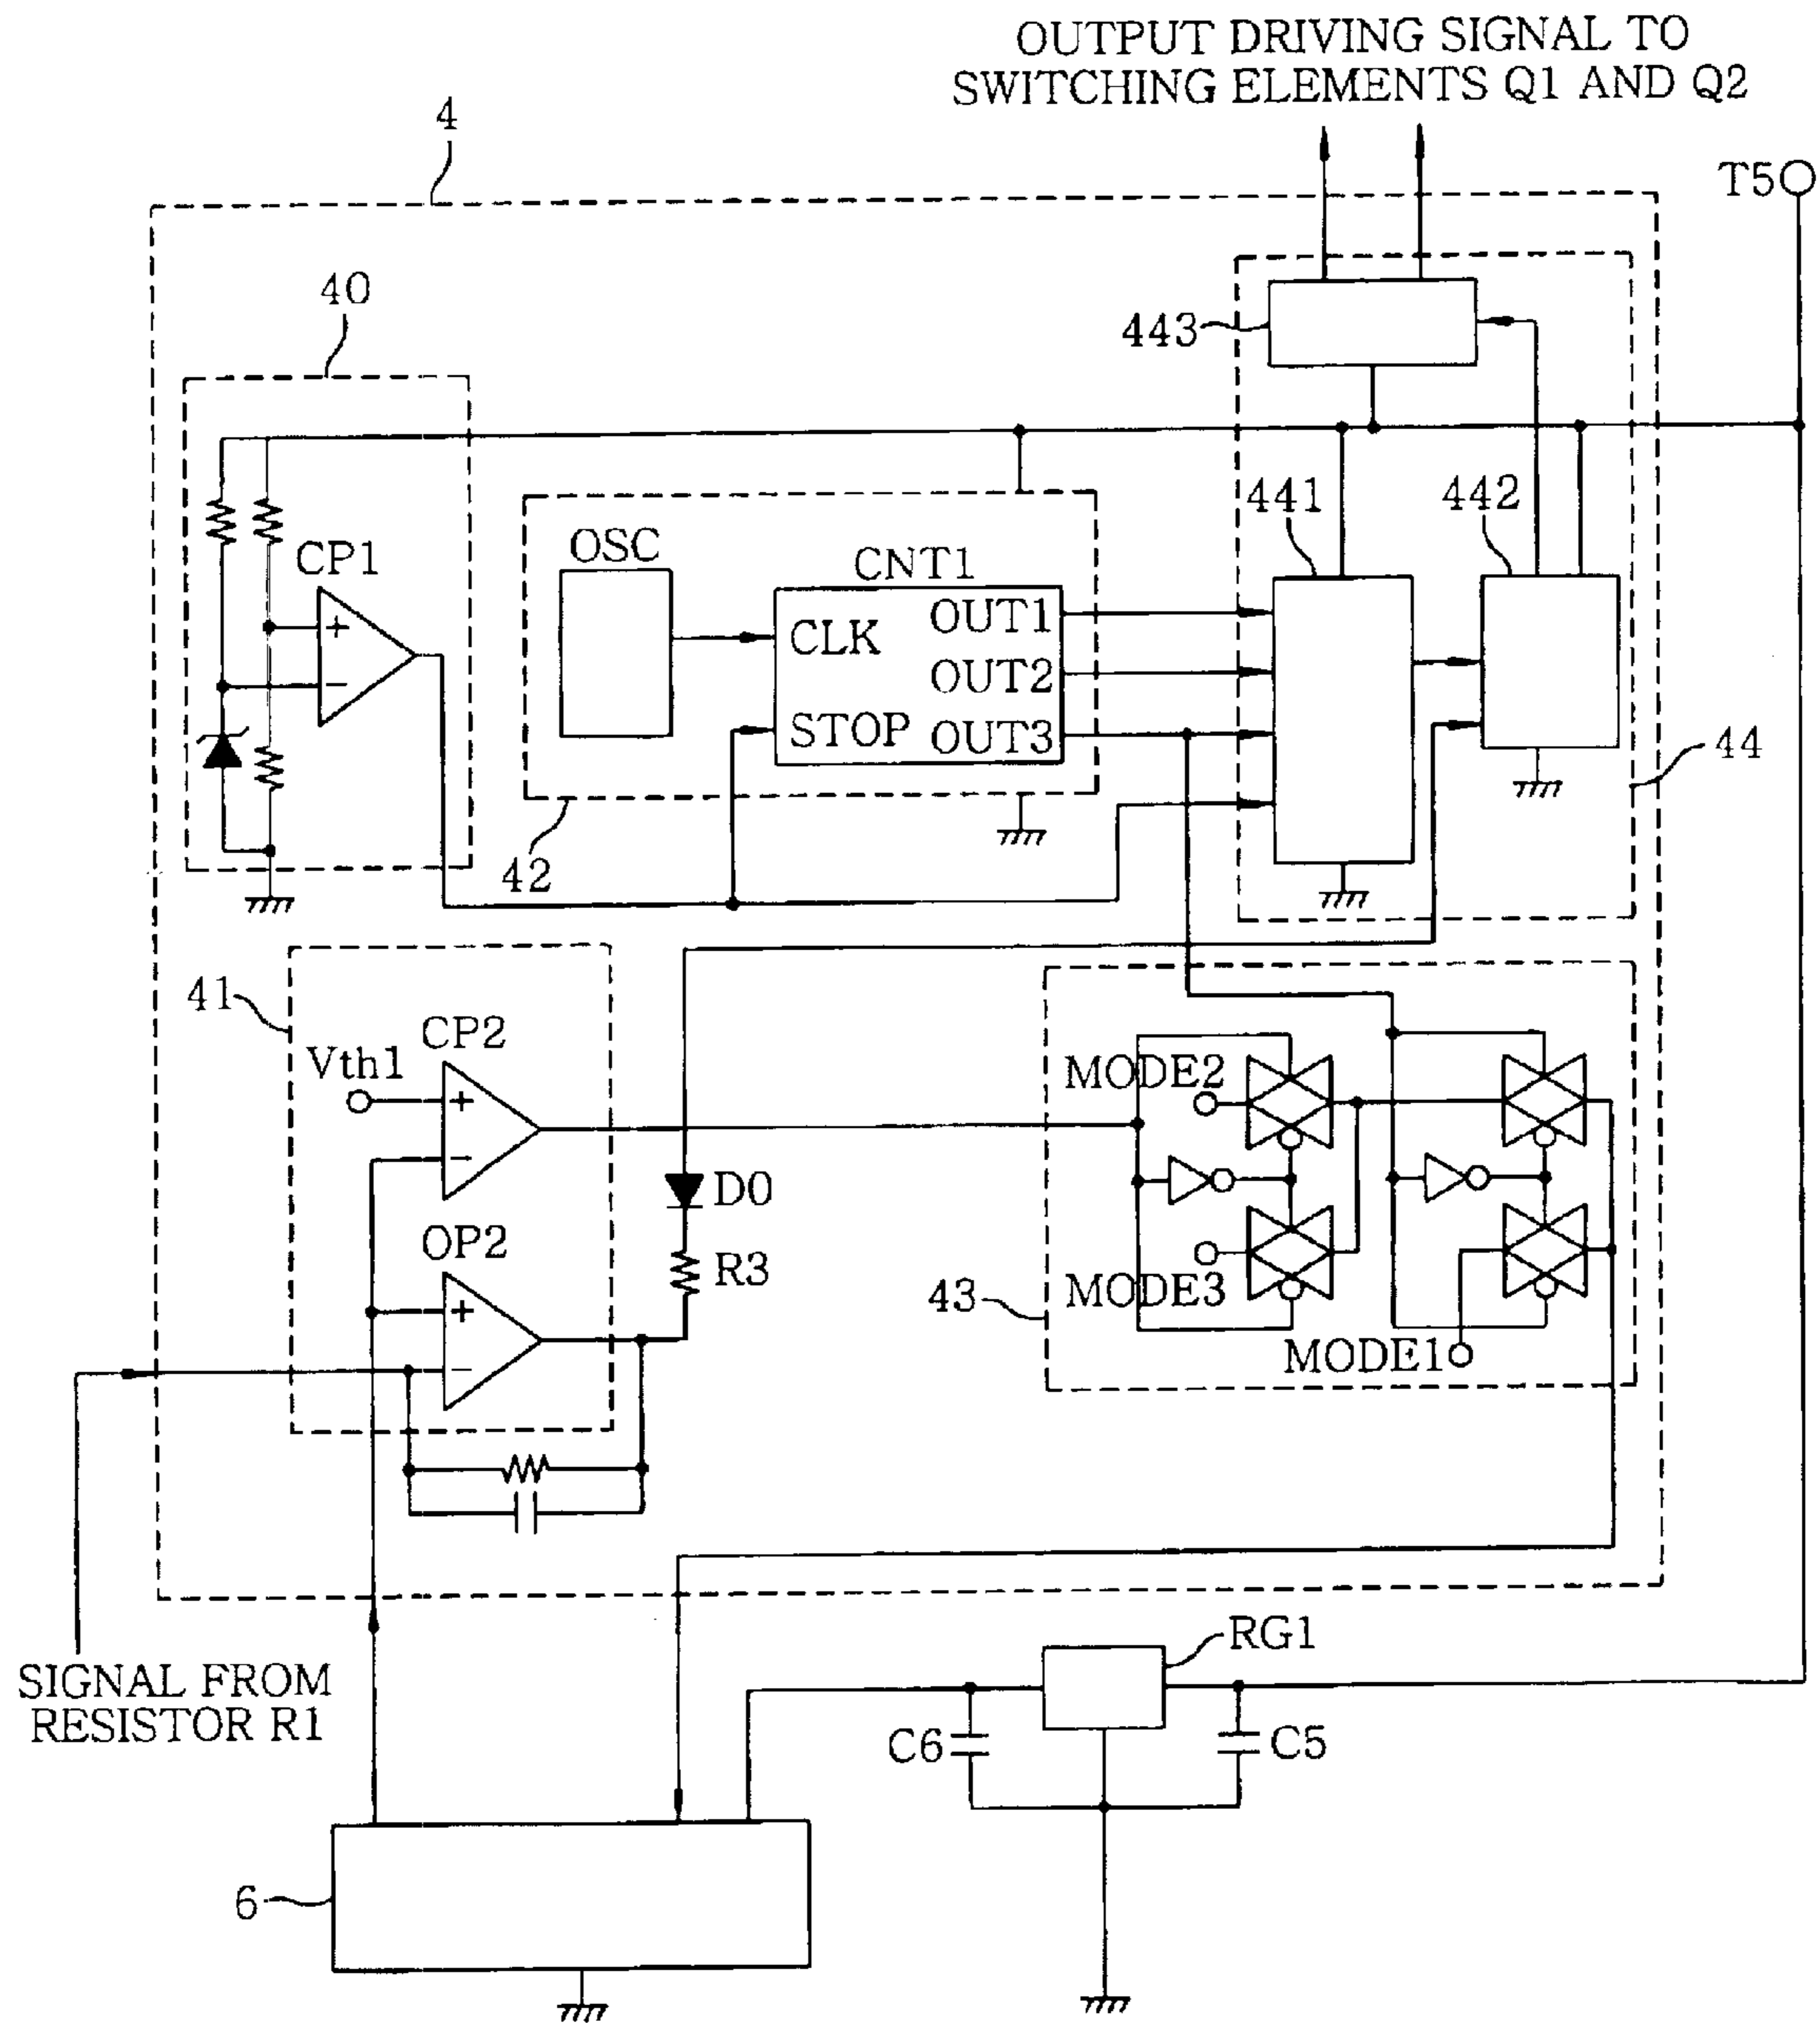 OUTPUT DRIVING SIGNAL TO
SWITCHING ELEMENTS Q1 AND Q2
4
T5
40
443
441
442
OSC
CNT1
CP1
+
−
CLK
STOP
OUT1
OUT2
OUT3
44
42
41
CP2
Vth1
+
−
MODE2
D0
OP2
R3
+
−
MODE3
43
MODE1
RG1
SIGNAL FROM
RESISTOR R1
C6
C5
6